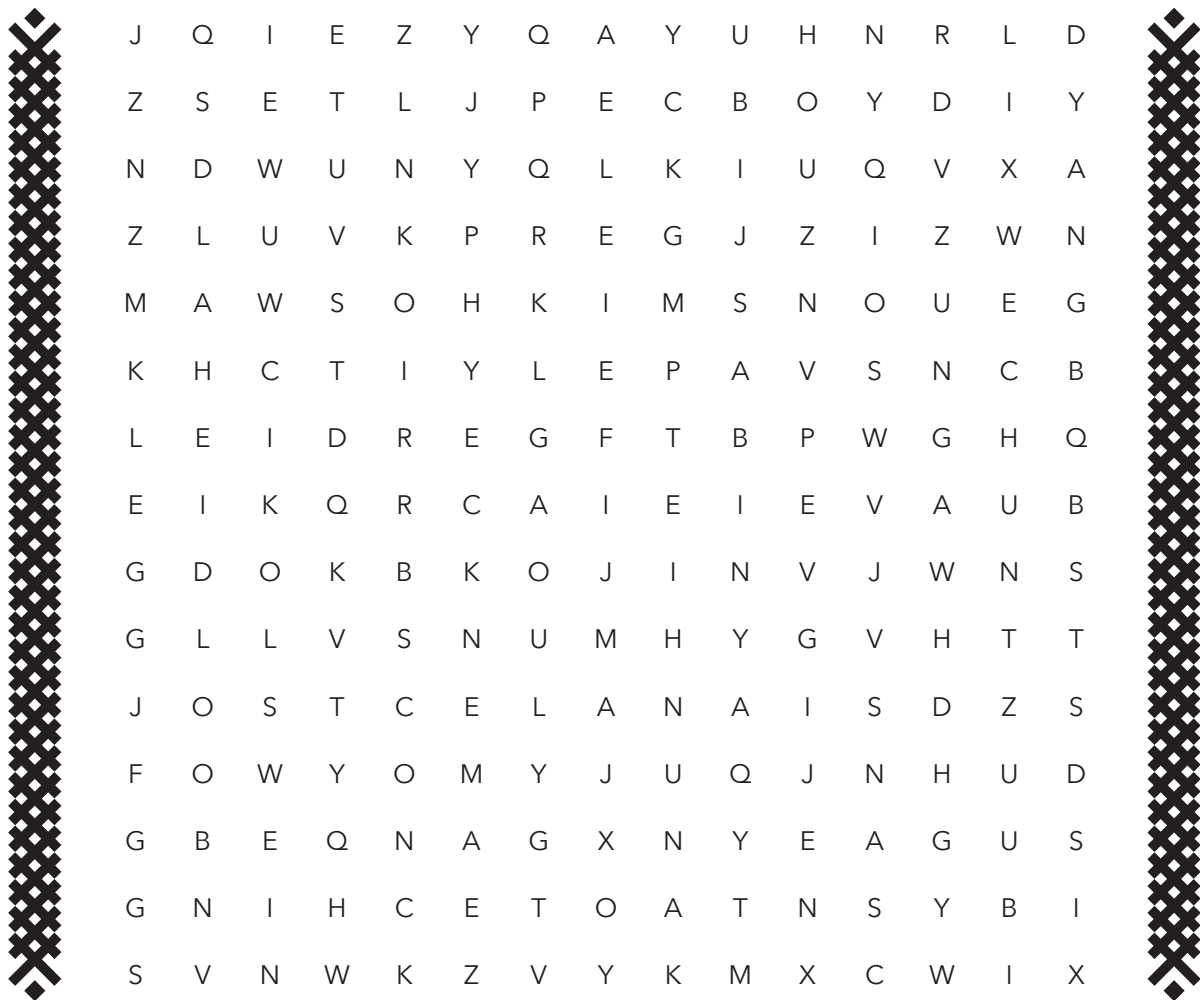 J Q I E Z Y Q A Y U H N R L D
Z S E T L J P E C B O Y D I Y
N D W U N Y Q L K I U Q V X A
Z L U V K P R E G J Z I Z W N
M A W S O H K I M S N O U E G
K H C T I Y L E P A V S N C B
L E I D R E G F T B P W G H Q
E I K Q R C A I E I E V A U B
G D O K B K O J I N V J W N S
G L L V S N U M H Y G V H T T
J O S T C E L A N A I S D Z S
F O W Y O M Y J U Q J N H U D
G B E Q N A G X N Y E A G U S
G N I H C E T O A T N S Y B I
S V N W K Z V Y K M X C W I X